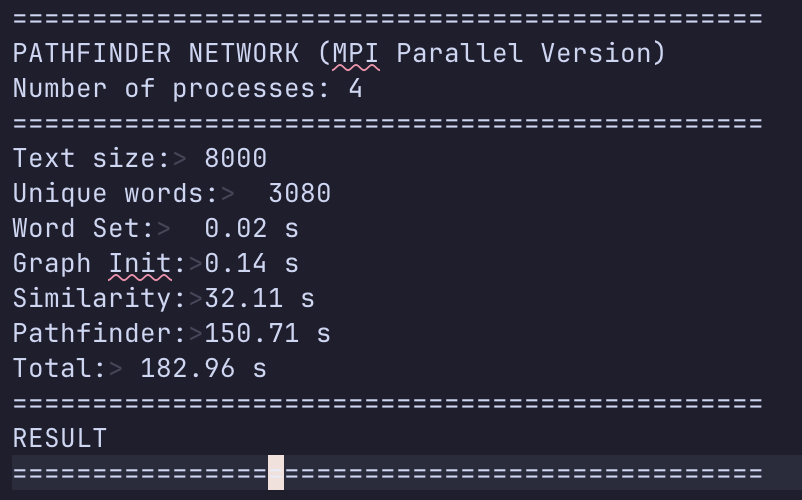 ===============================================
PATHFINDER NETWORK (MPI Parallel Version)
Number of processes: 4
===============================================
Text size:> 8000
Unique words:>  3080
Word Set:>  0.02 s
Graph Init:>0.14 s
Similarity:>32.11 s
Pathfinder:>150.71 s
Total:> 182.96 s
===============================================
RESULT
===============================================